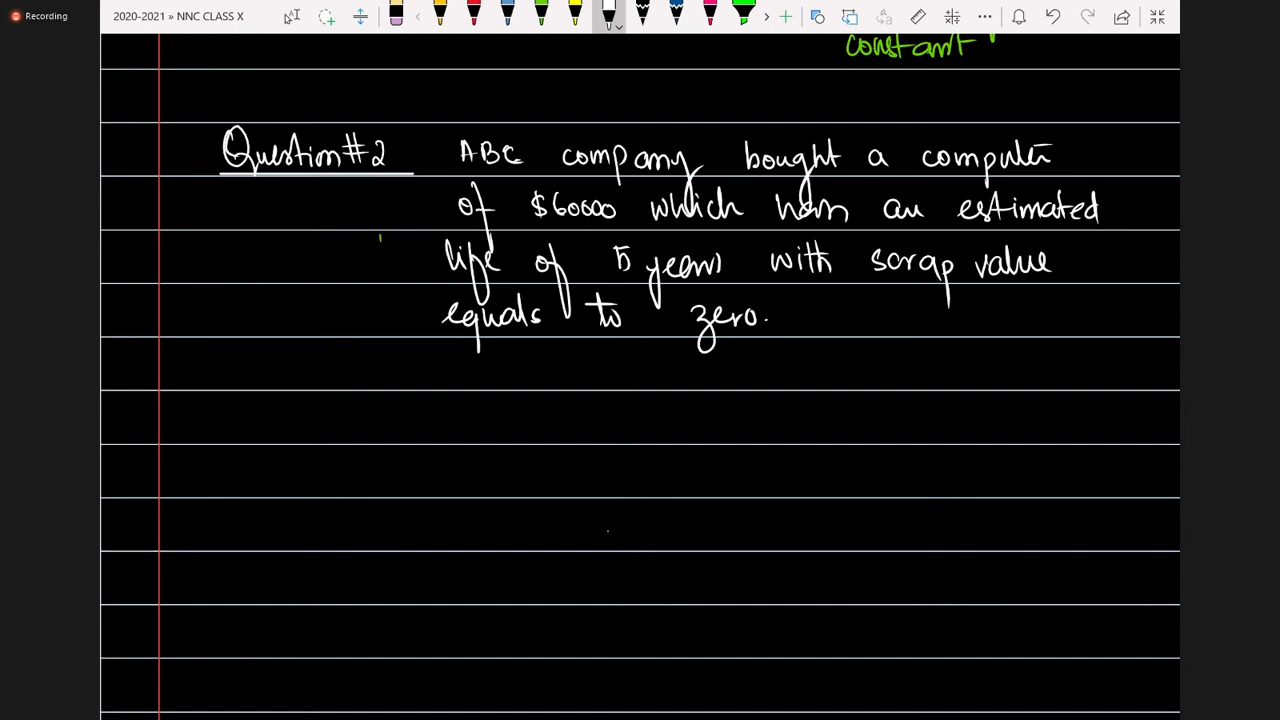 Recording
2020-2021 » NNC CLASS X
constant
Question#2 ABC company bought a computer
of $60000 which has an estimated
life of 5 years with scrap value
equals to zero.